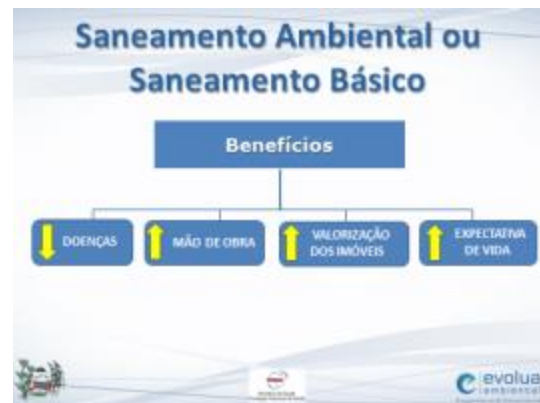 Saneamento Ambiental ou
Saneamento Básico
Benefícios
DOENÇAS
MÃO DE OBRA
VALORIZAÇÃO
DOS IMÓVEIS
EXPECTATIVA
DE VIDA
evolua
ambiental